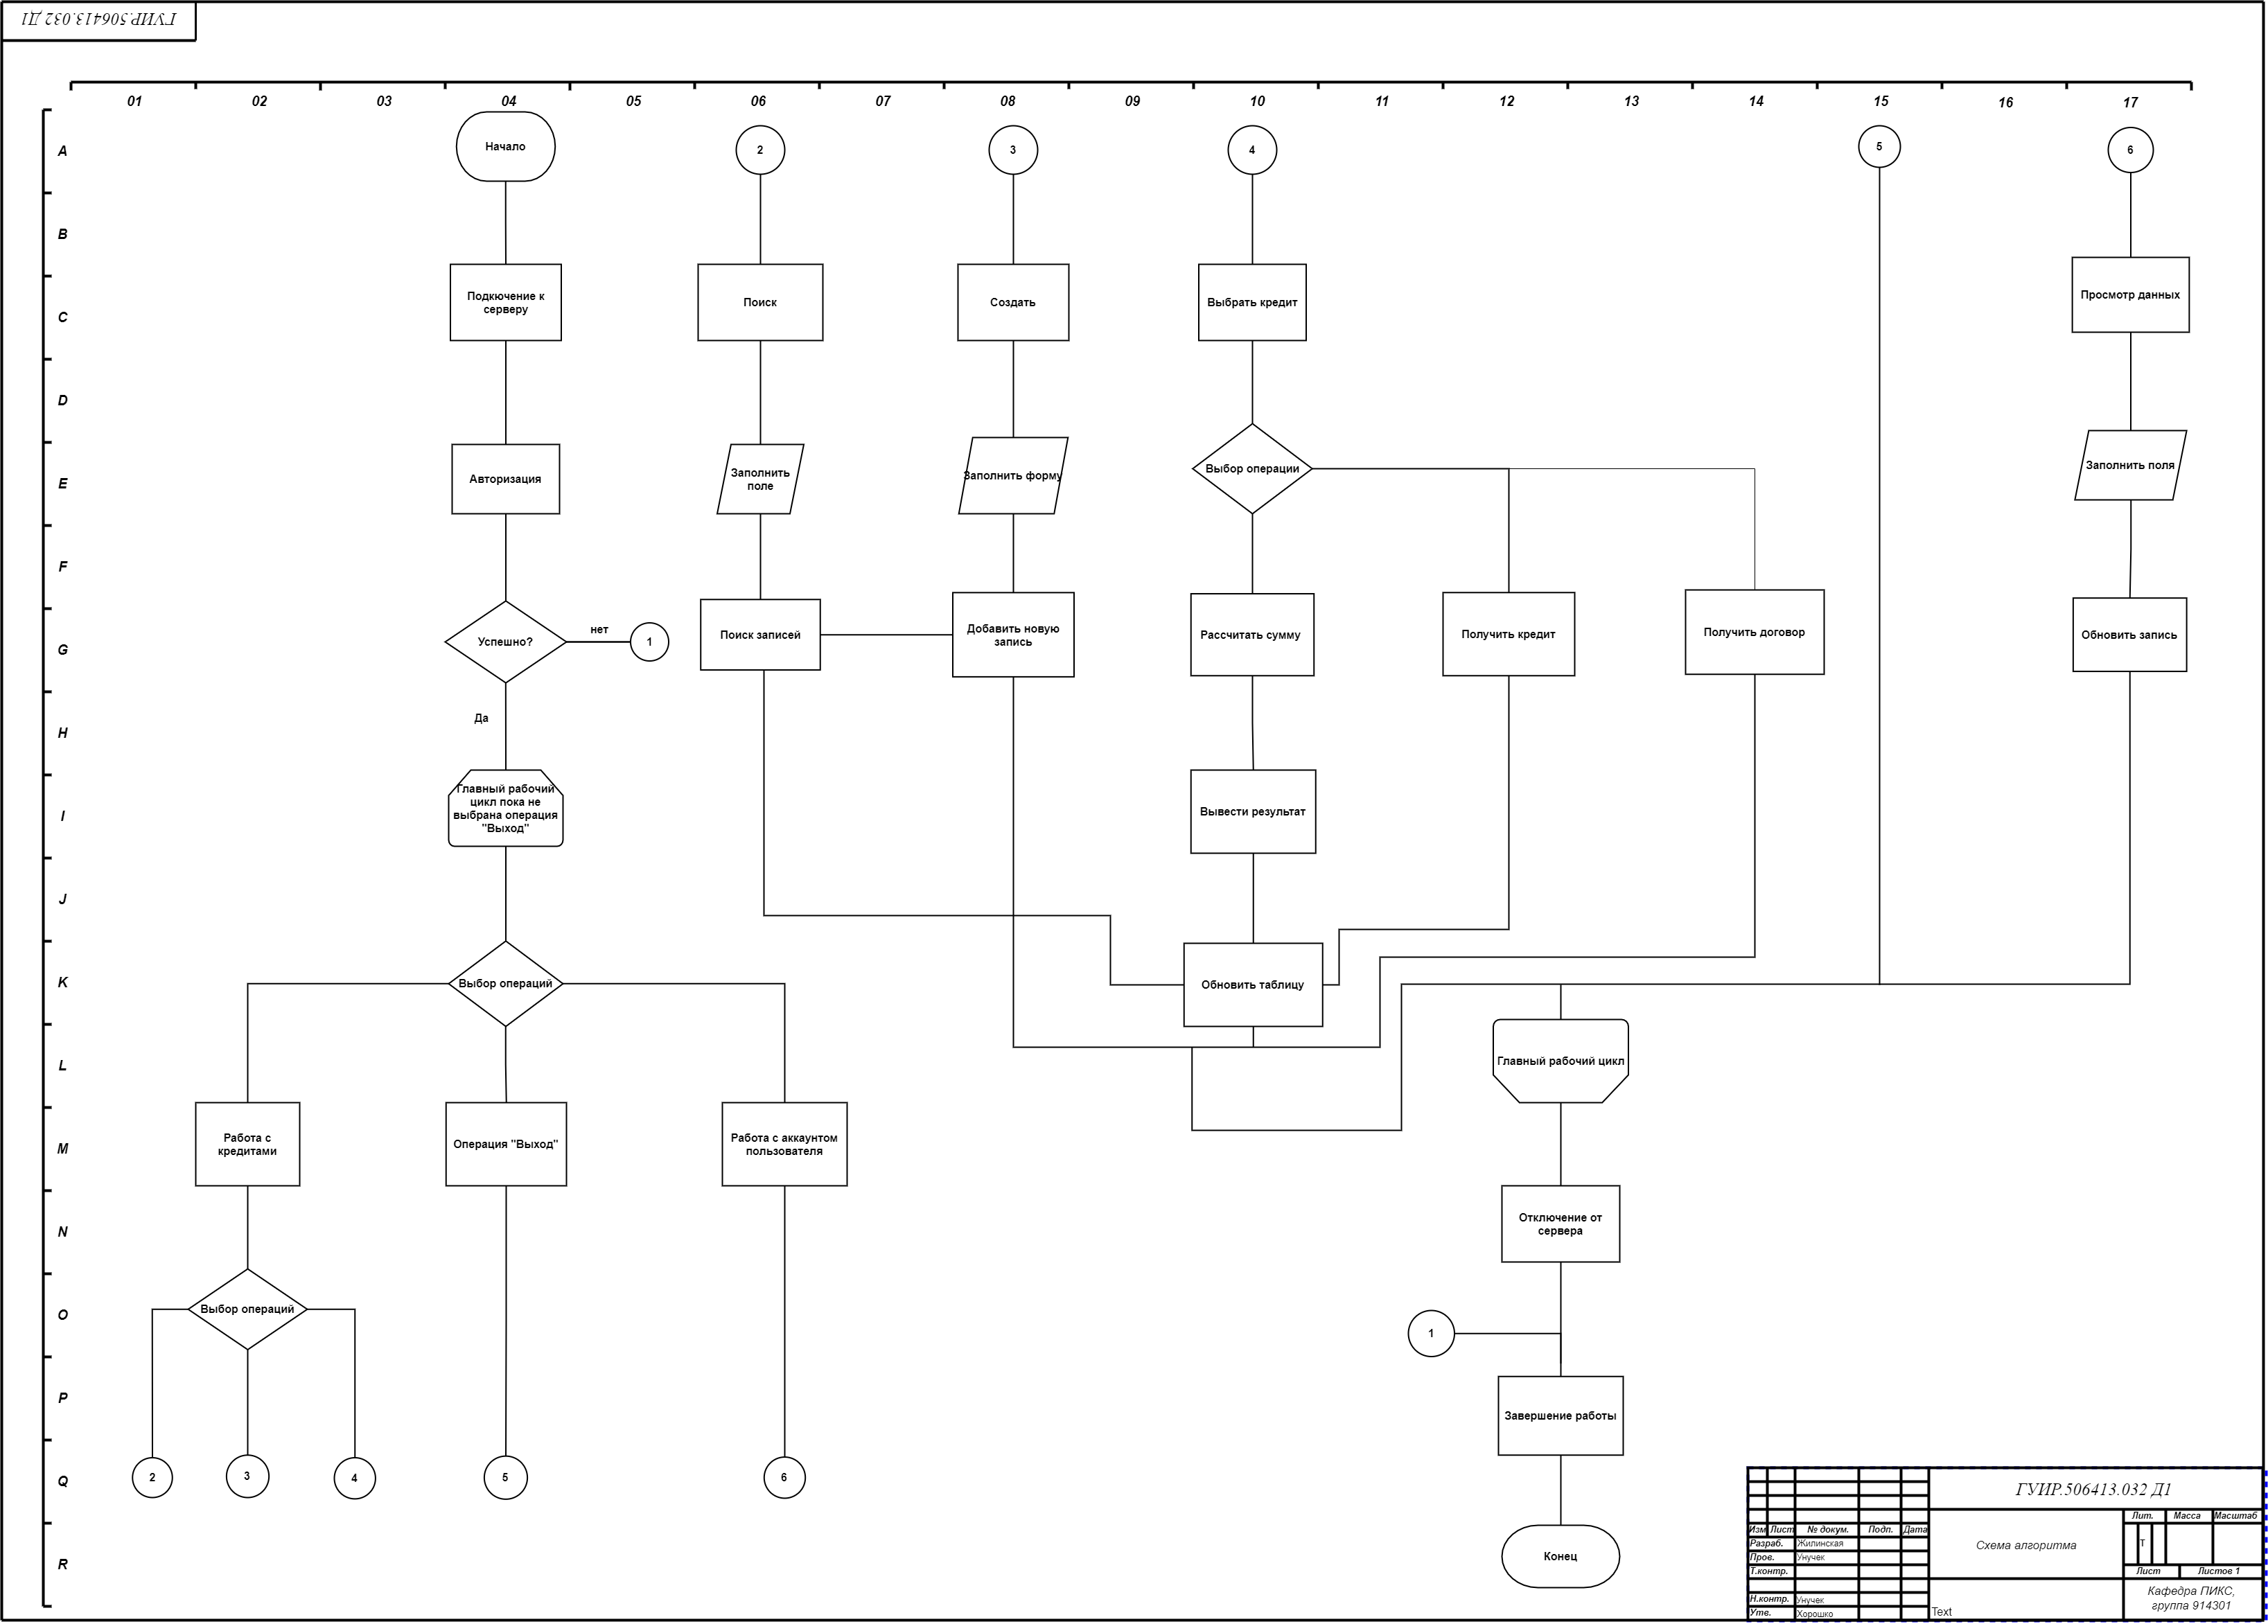 ГУИР.506413.032 Д1
01 02 03 04 05 06 07 08 09 10 11 12 13 14 15 16 17
A
B
C
D
E
F
G
H
I
J
K
L
M
N
O
P
Q
R
Начало
Подкючение к
серверу
Авторизация
Успешно?
нет
1
Да
Главный рабочий
цикл пока не
выбрана операция
"Выход"
Выбор операций
Работа с
кредитами
Операция "Выход"
Работа с аккаунтом
пользователя
Выбор операций
2
3
4
5
6
2
Поиск
Заполнить
поле
Поиск записей
3
Создать
Заполнить форму
Добавить новую
запись
4
Выбрать кредит
Выбор операции
Рассчитать сумму
Получить кредит
Получить договор
Вывести результат
Обновить таблицу
5
6
Просмотр данных
Заполнить поля
Обновить запись
Главный рабочий цикл
Отключение от
сервера
1
Завершение работы
Конец
ГУИР.506413.032 Д1
Изм Лист № докум. Подп. Дата
Разраб. Жилинская
Пров. Унучек
Т.контр.
Н.контр. Унучек
Утв. Хорошко
Схема алгоритма
Text
Лит. Масса Масштаб
Т
Лист Листов 1
Кафедра ПИКС,
группа 914301